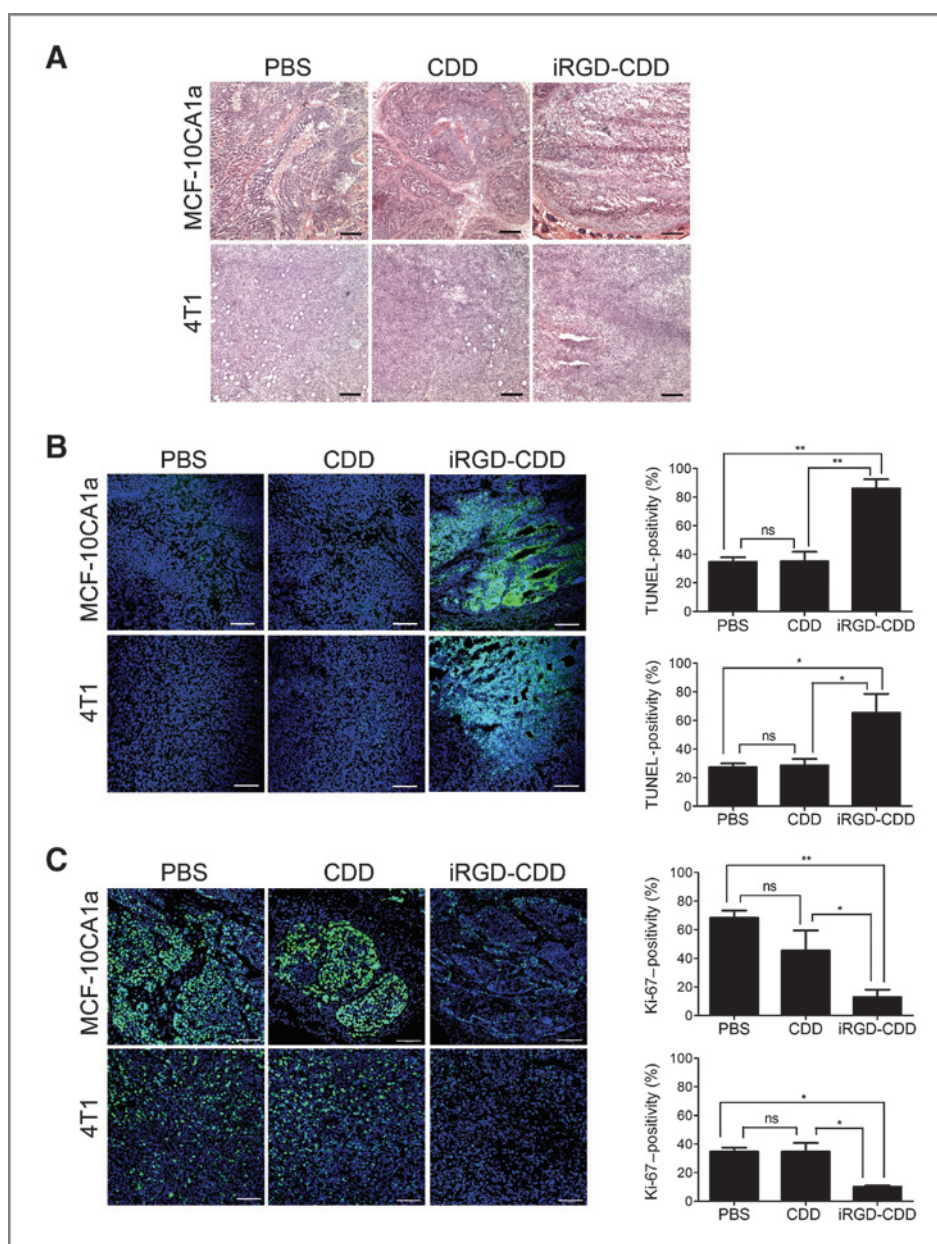 A
PBS CDD iRGD-CDD
MCF-10CA1a
4T1
B
PBS CDD iRGD-CDD
MCF-10CA1a
4T1
TUNEL-positivity (%)
100
80
60
40
20
0
**
**
ns
PBS CDD iRGD-CDD
TUNEL-positivity (%)
100
80
60
40
20
0
*
*
ns
PBS CDD iRGD-CDD
C
PBS CDD iRGD-CDD
MCF-10CA1a
4T1
Ki-67–positivity (%)
100
80
60
40
20
0
**
ns
*
PBS CDD iRGD-CDD
Ki-67–positivity (%)
100
80
60
40
20
0
*
ns
*
PBS CDD iRGD-CDD